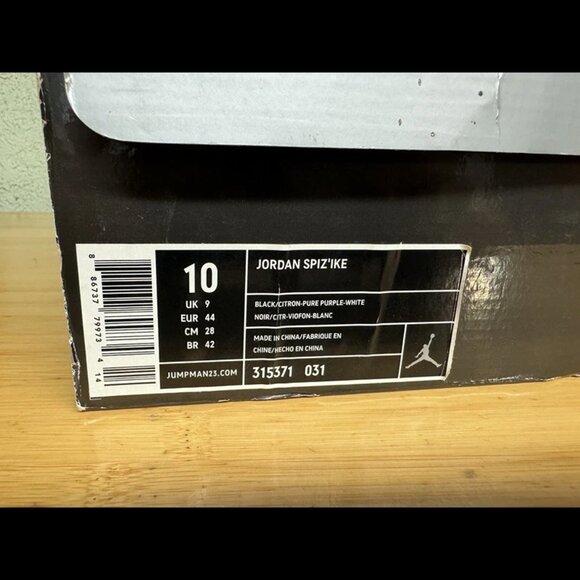 8 86737 79973 4 14
10
UK 9
EUR 44
CM 28
BR 42
JUMPMAN23.COM
JORDAN SPIZ'IKE
BLACK/CITRON-PURE PURPLE-WHITE
NOIR/CITR-VIOFON-BLANC
MADE IN CHINA/FABRIQUE EN
CHINE/HECHO EN CHINA
315371 031